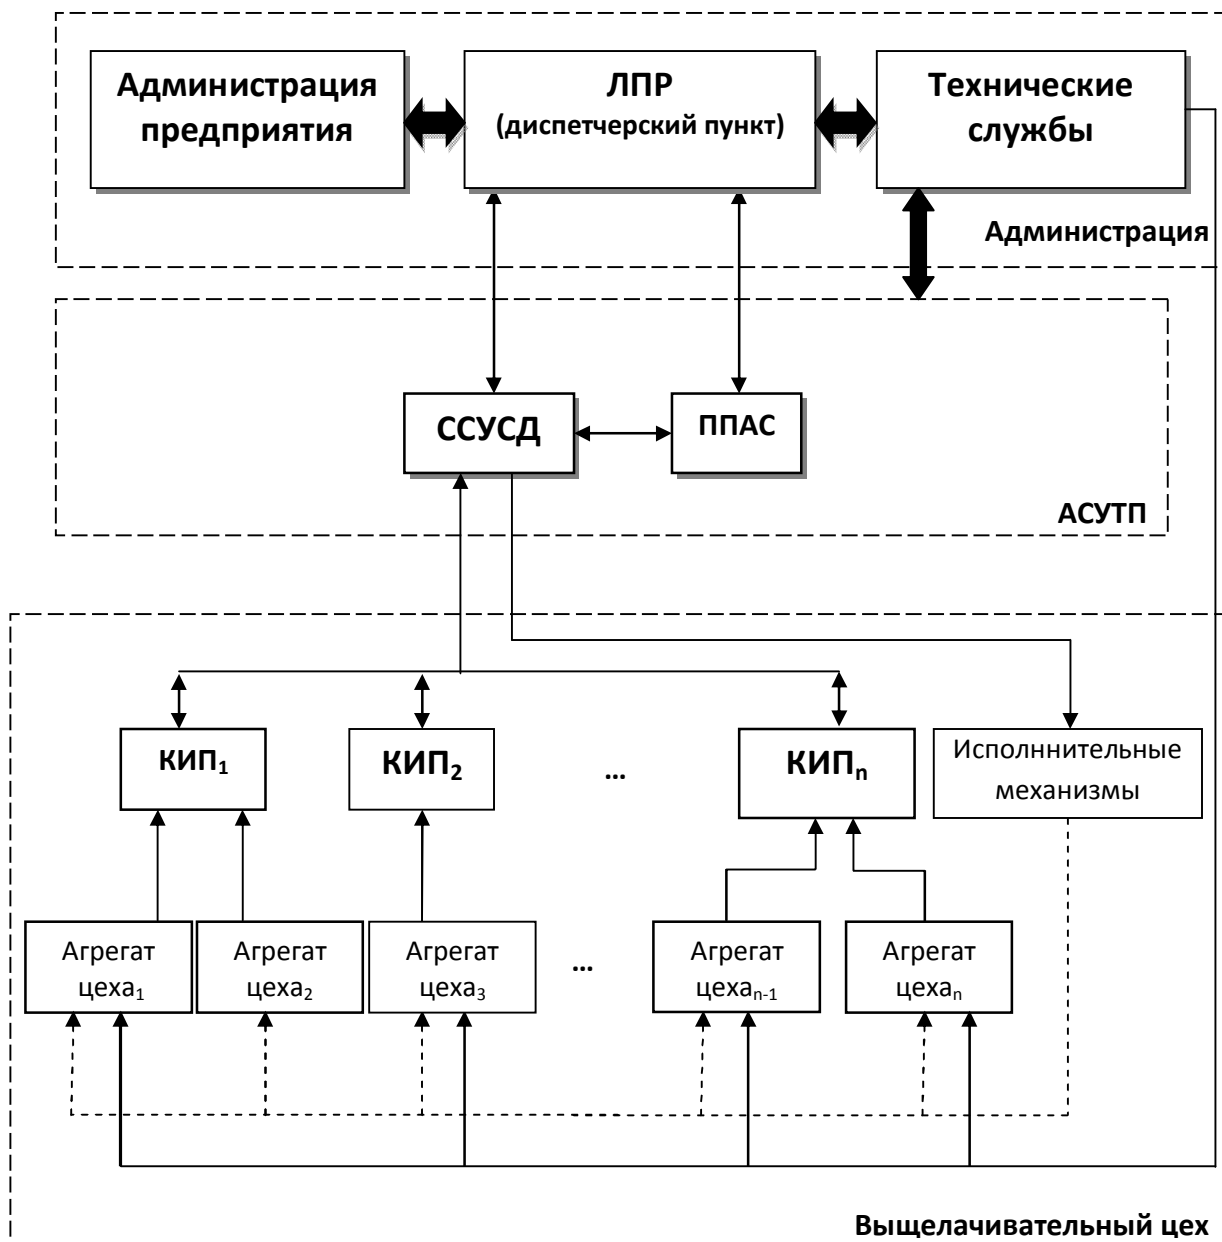 Администрация
предприятия
ЛПР
(диспетчерский пункт)
Технические
службы
Администрация
ССУСД
ППАС
АСУТП
КИП₁
КИП₂
...
КИПₙ
Исполннительные
механизмы
Агрегат
цеха₁
Агрегат
цеха₂
Агрегат
цеха₃
...
Агрегат
цехаₙ₋₁
Агрегат
цехаₙ
Выщелачивательный цех